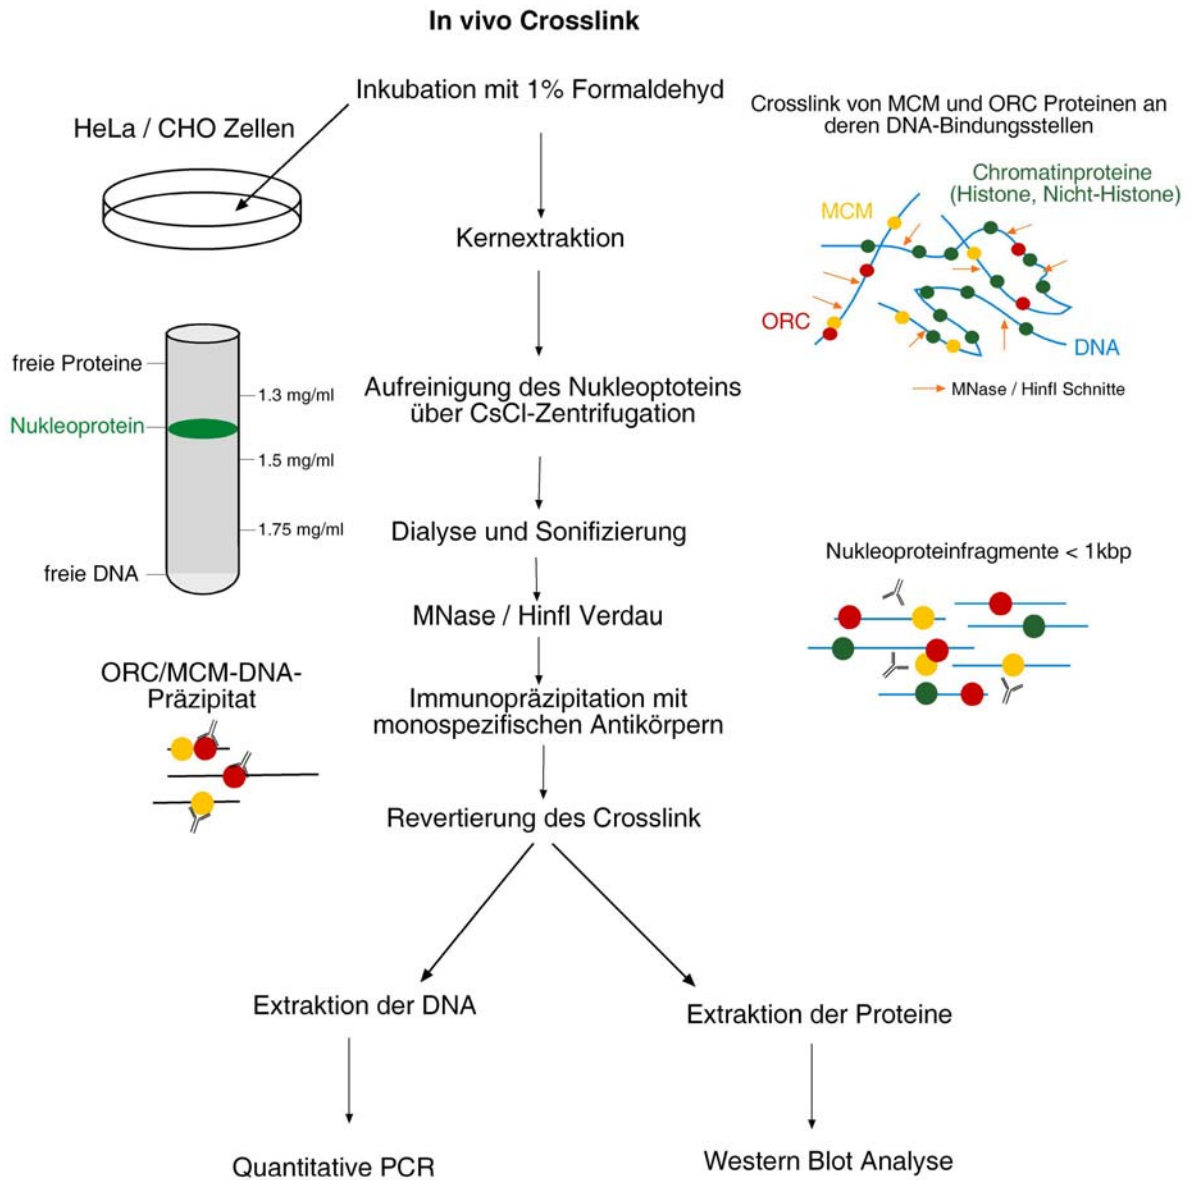 In vivo Crosslink
Inkubation mit 1% Formaldehyd
HeLa / CHO Zellen
Crosslink von MCM und ORC Proteinen an
deren DNA-Bindungsstellen
Chromatinproteine
(Histone, Nicht-Histone)
MCM
ORC
DNA
MNase / HinfI Schnitte
Kernextraktion
freie Proteine
1.3 mg/ml
Nukleoprotein
1.5 mg/ml
1.75 mg/ml
freie DNA
Aufreinigung des Nukleoptoteins
über CsCl-Zentrifugation
Dialyse und Sonifizierung
MNase / HinfI Verdau
Nukleoproteinfragmente < 1kbp
ORC/MCM-DNA-
Präzipitat
Immunopräzipitation mit
monospezifischen Antikörpern
Revertierung des Crosslink
Extraktion der DNA
Extraktion der Proteine
Quantitative PCR
Western Blot Analyse